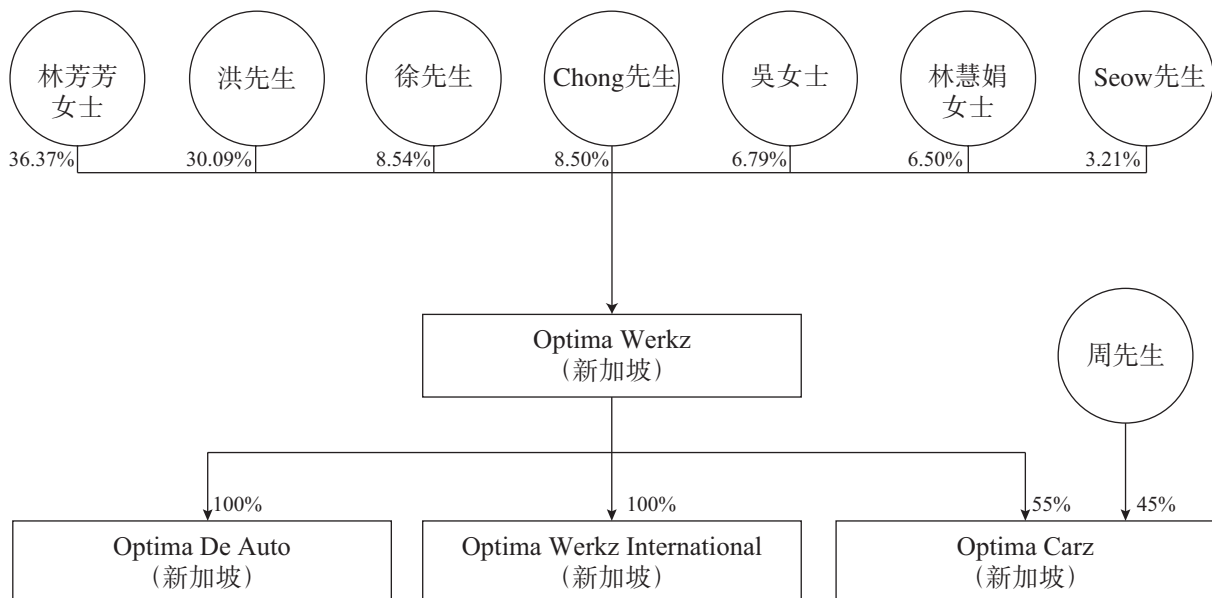 林芳芳
女士
洪先生
徐先生
Chong先生
吳女士
林慧娟
女士
Seow先生
36.37%
30.09%
8.54%
8.50%
6.79%
6.50%
3.21%
Optima Werkz
（新加坡）
周先生
100%
100%
55%
45%
Optima De Auto
（新加坡）
Optima Werkz International
（新加坡）
Optima Carz
（新加坡）